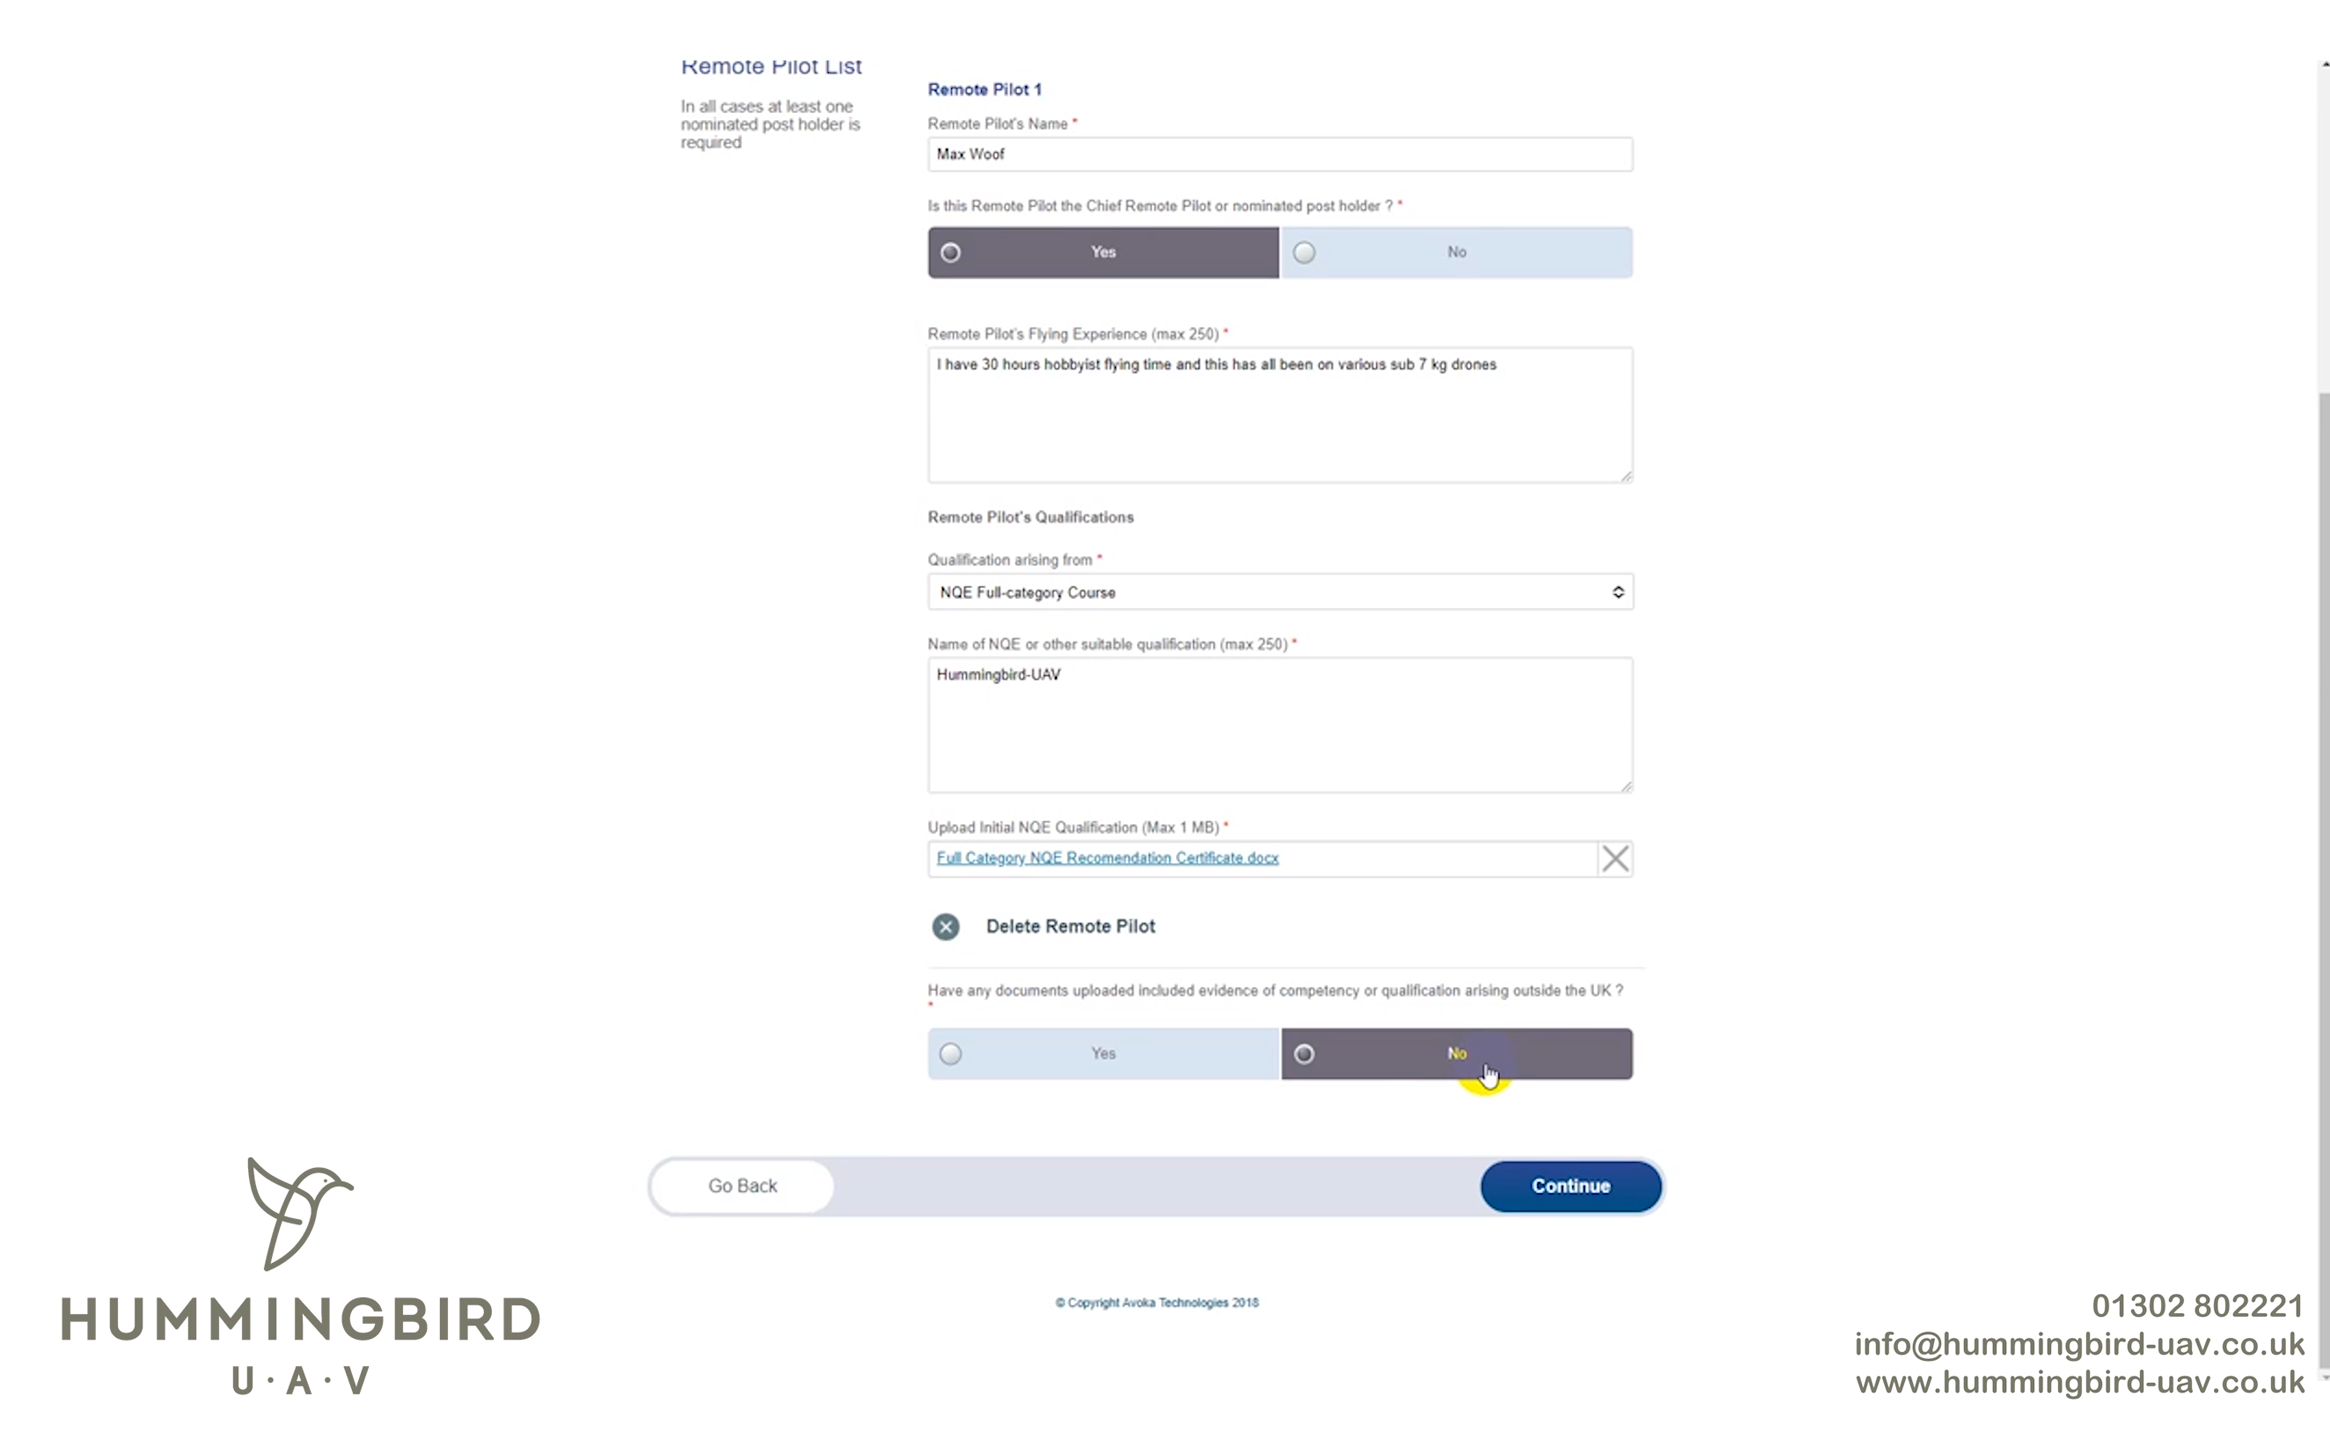 Remote Pilot List
In all cases at least one
nominated post holder is
required
Remote Pilot 1
Remote Pilot's Name *
Max Woof
Is this Remote Pilot the Chief Remote Pilot or nominated post holder ? *
Yes
No
Remote Pilot's Flying Experience (max 250) *
I have 30 hours hobbyist flying time and this has all been on various sub 7 kg drones
Remote Pilot's Qualifications
Qualification arising from *
NQE Full-category Course
Name of NQE or other suitable qualification (max 250) *
Hummingbird-UAV
Upload Initial NQE Qualification (Max 1 MB) *
Full Category NQE Recomendation Certificate.docx
Delete Remote Pilot
Have any documents uploaded included evidence of competency or qualification arising outside the UK ?
*
Yes
No
Go Back
Continue
© Copyright Avoka Technologies 2018
HUMMINGBIRD
U·A·V
01302 802221
info@hummingbird-uav.co.uk
www.hummingbird-uav.co.uk